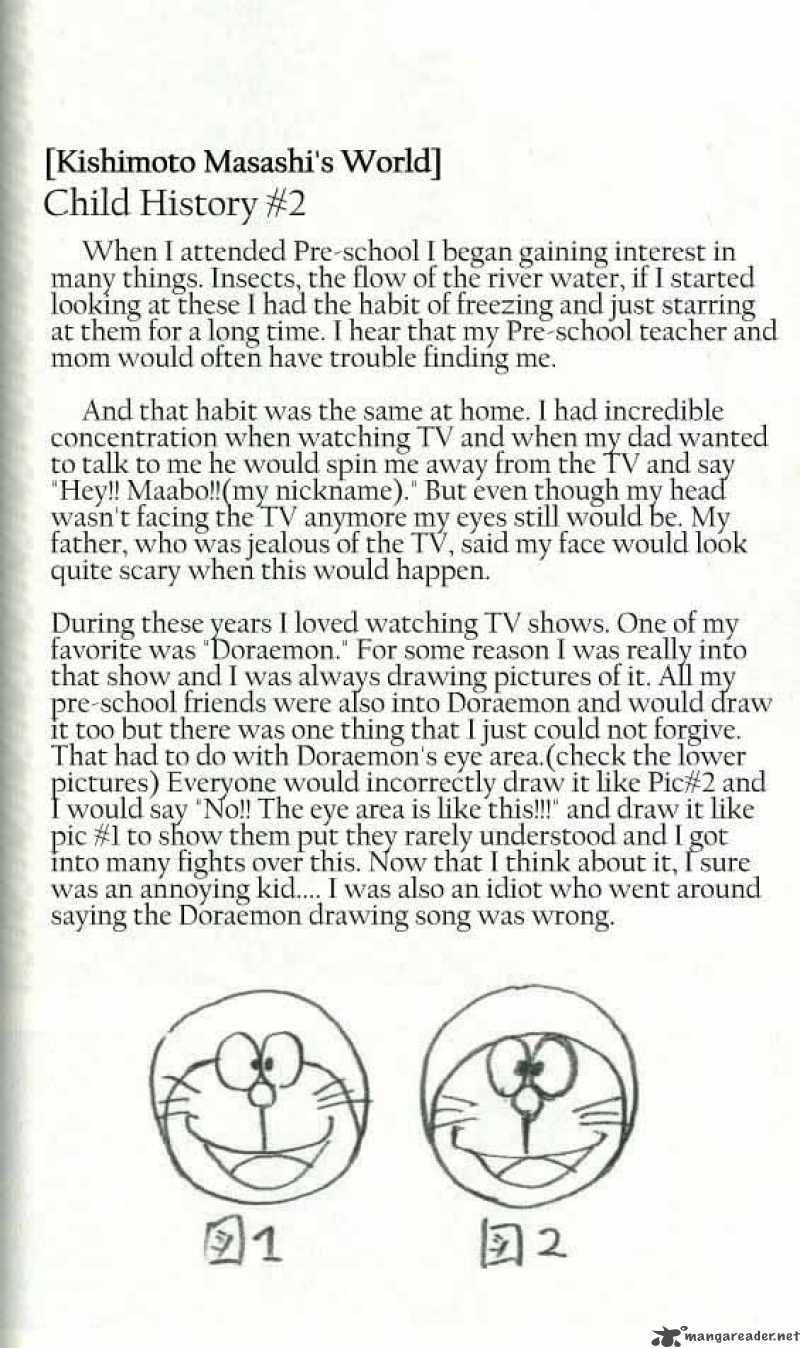 [Kishimoto Masashi's World]
Child History #2
When I attended Pre-school I began gaining interest in
many things. Insects, the flow of the river water, if I started
looking at these I had the habit of freezing and just starring
at them for a long time. I hear that my Pre-school teacher and
mom would often have trouble finding me.
And that habit was the same at home. I had incredible
concentration when watching TV and when my dad wanted
to talk to me he would spin me away from the TV and say
"Hey!! Maabo!!(my nickname)." But even though my head
wasn't facing the TV anymore my eyes still would be. My
father, who was jealous of the TV, said my face would look
quite scary when this would happen.
During these years I loved watching TV shows. One of my
favorite was "Doraemon." For some reason I was really into
that show and I was always drawing pictures of it. All my
pre-school friends were also into Doraemon and would draw
it too but there was one thing that I just could not forgive.
That had to do with Doraemon's eye area.(check the lower
pictures) Everyone would incorrectly draw it like Pic#2 and
I would say "No!! The eye area is like this!!!" and draw it like
pic #1 to show them put they rarely understood and I got
into many fights over this. Now that I think about it, I sure
was an annoying kid.... I was also an idiot who went around
saying the Doraemon drawing song was wrong.
図1
図2
mangareader.net